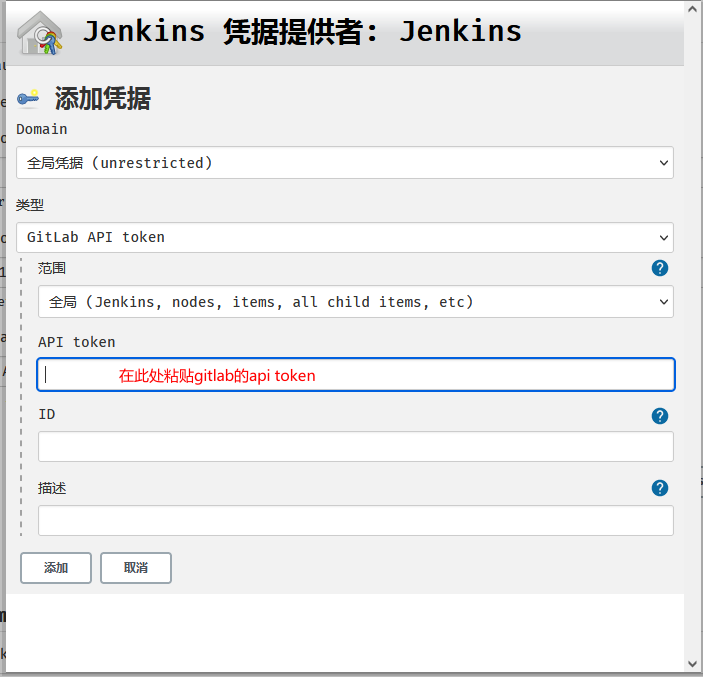 Jenkins 凭据提供者: Jenkins
添加凭据
Domain
全局凭据 (unrestricted)
类型
GitLab API token
范围
全局 (Jenkins, nodes, items, all child items, etc)
API token
在此处粘贴gitlab的api token
ID
描述
添加 取消